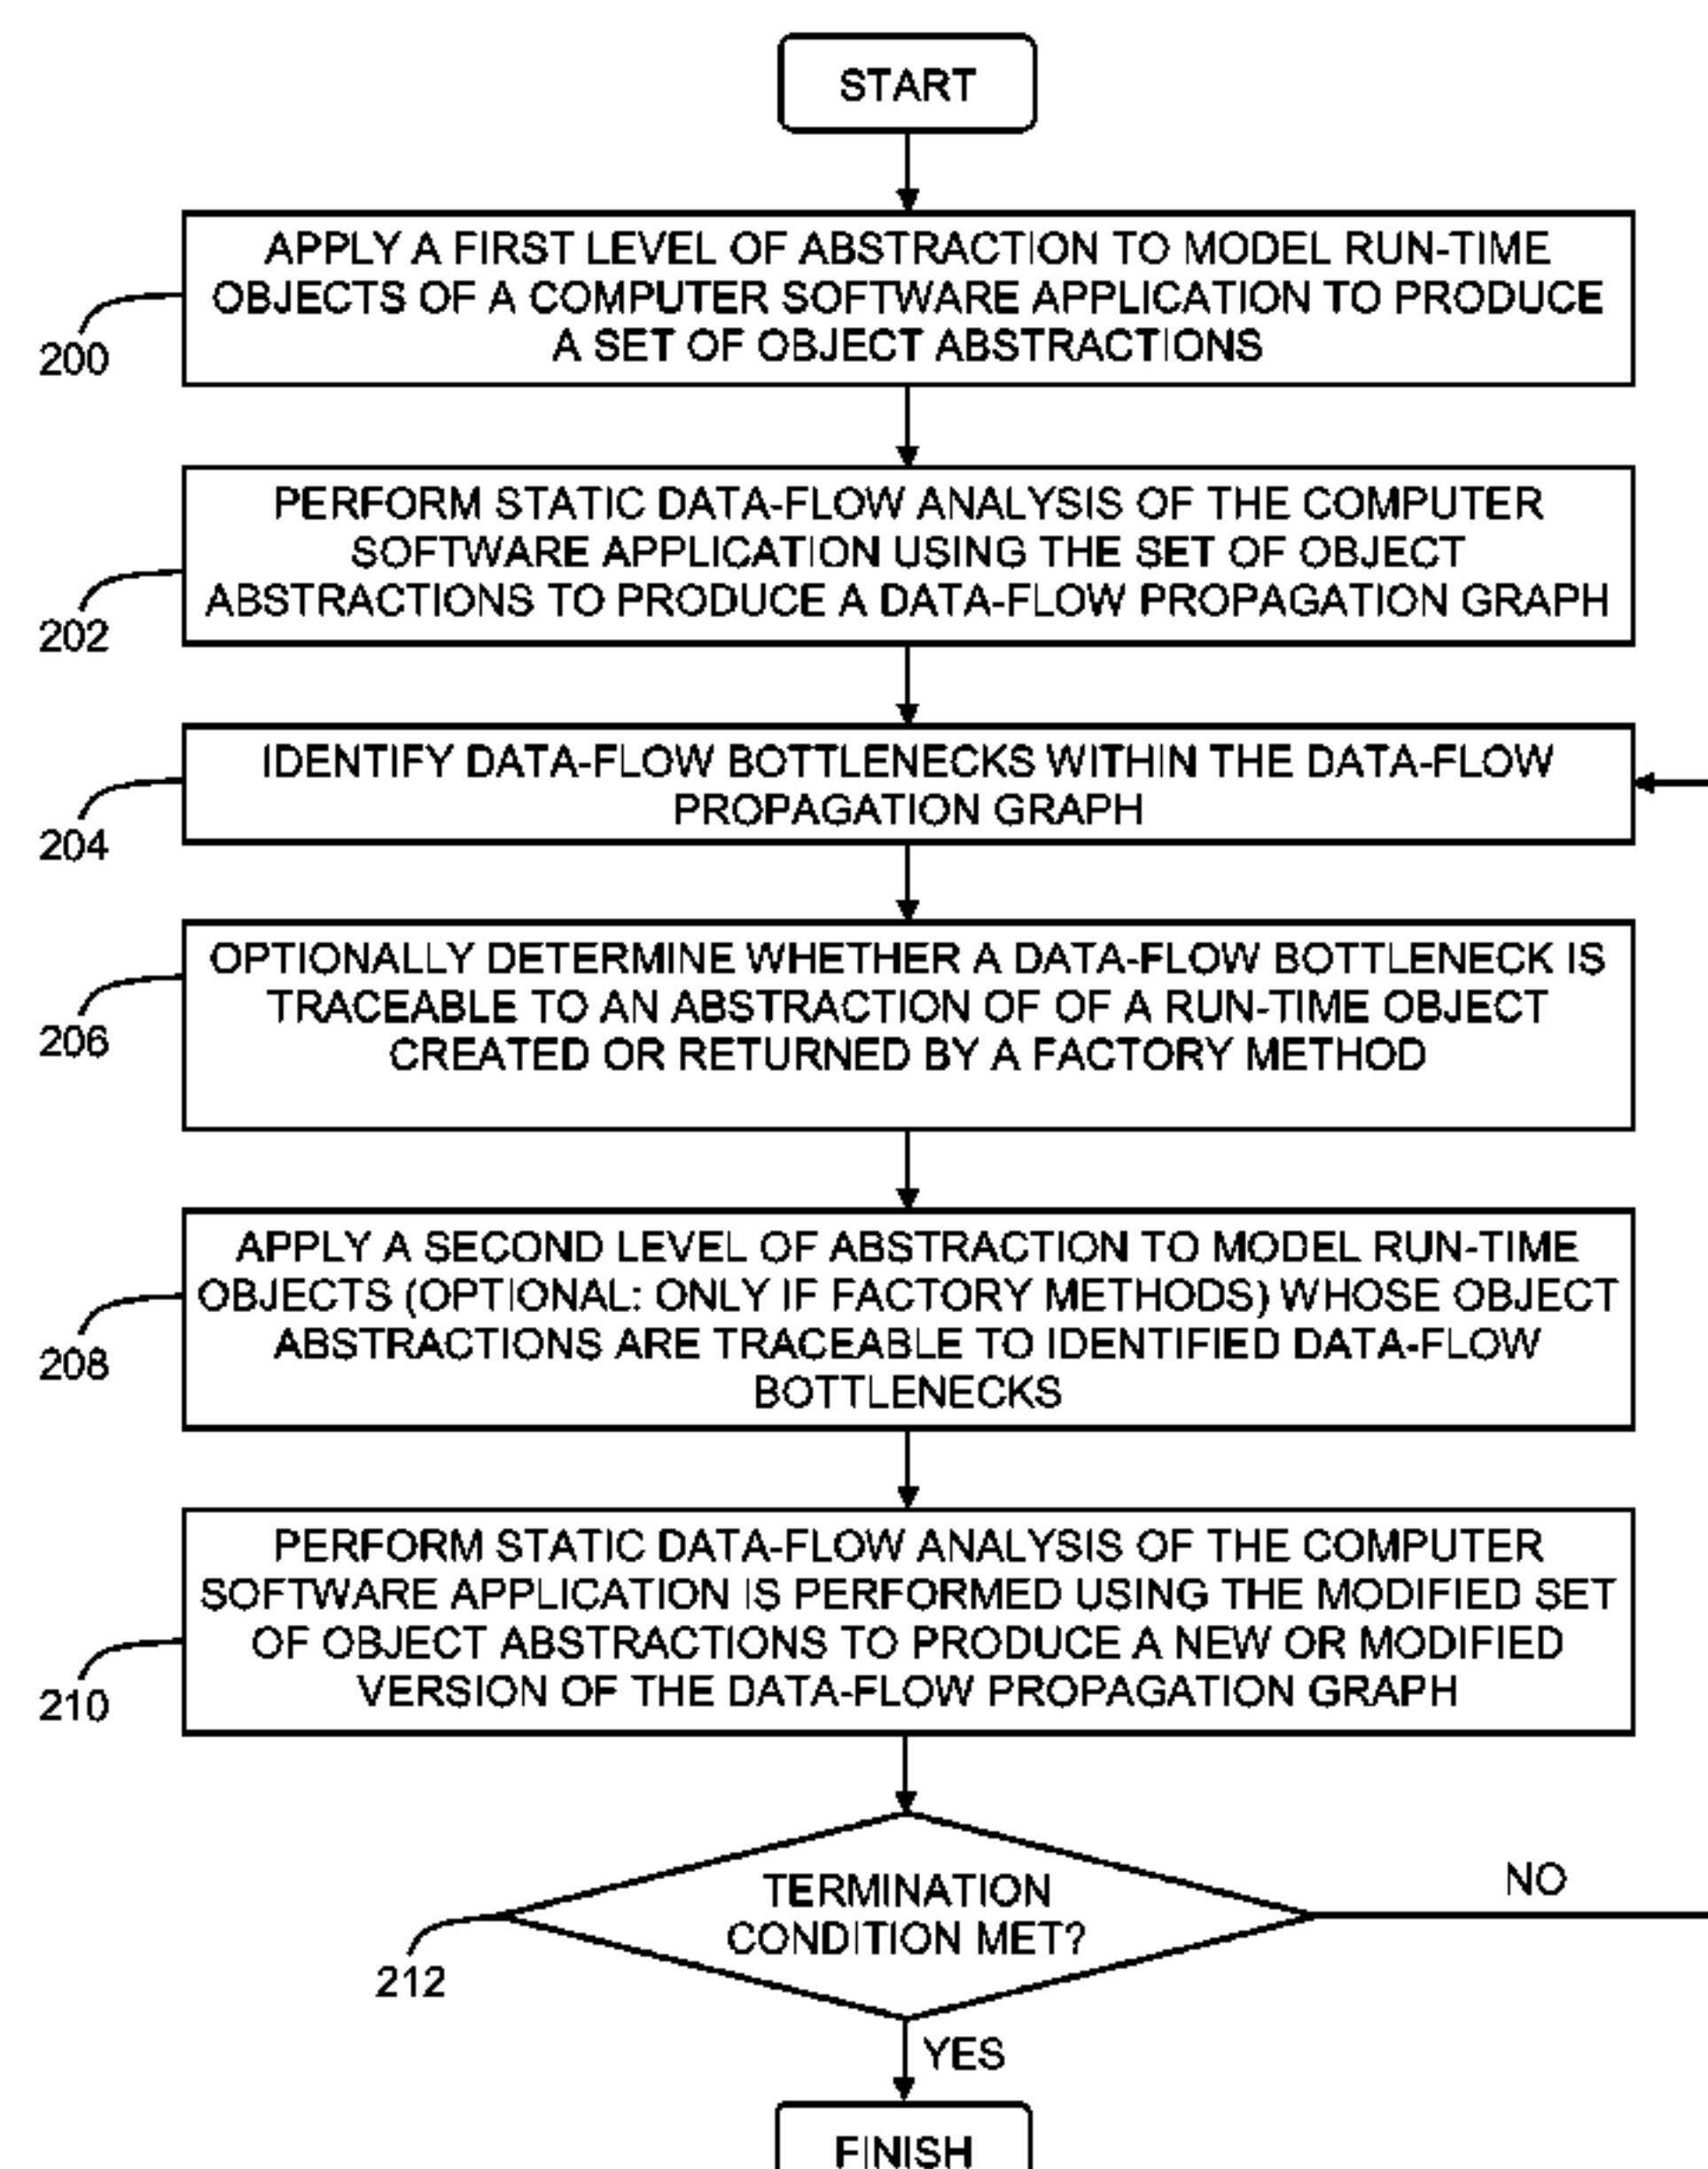 START
APPLY A FIRST LEVEL OF ABSTRACTION TO MODEL RUN-TIME
OBJECTS OF A COMPUTER SOFTWARE APPLICATION TO PRODUCE
A SET OF OBJECT ABSTRACTIONS
200
PERFORM STATIC DATA-FLOW ANALYSIS OF THE COMPUTER
SOFTWARE APPLICATION USING THE SET OF OBJECT
ABSTRACTIONS TO PRODUCE A DATA-FLOW PROPAGATION GRAPH
202
IDENTIFY DATA-FLOW BOTTLENECKS WITHIN THE DATA-FLOW
PROPAGATION GRAPH
204
OPTIONALLY DETERMINE WHETHER A DATA-FLOW BOTTLENECK IS
TRACEABLE TO AN ABSTRACTION OF OF A RUN-TIME OBJECT
CREATED OR RETURNED BY A FACTORY METHOD
206
APPLY A SECOND LEVEL OF ABSTRACTION TO MODEL RUN-TIME
OBJECTS (OPTIONAL: ONLY IF FACTORY METHODS) WHOSE OBJECT
ABSTRACTIONS ARE TRACEABLE TO IDENTIFIED DATA-FLOW
BOTTLENECKS
208
PERFORM STATIC DATA-FLOW ANALYSIS OF THE COMPUTER
SOFTWARE APPLICATION IS PERFORMED USING THE MODIFIED SET
OF OBJECT ABSTRACTIONS TO PRODUCE A NEW OR MODIFIED
VERSION OF THE DATA-FLOW PROPAGATION GRAPH
210
TERMINATION
CONDITION MET?
NO
212
YES
FINISH